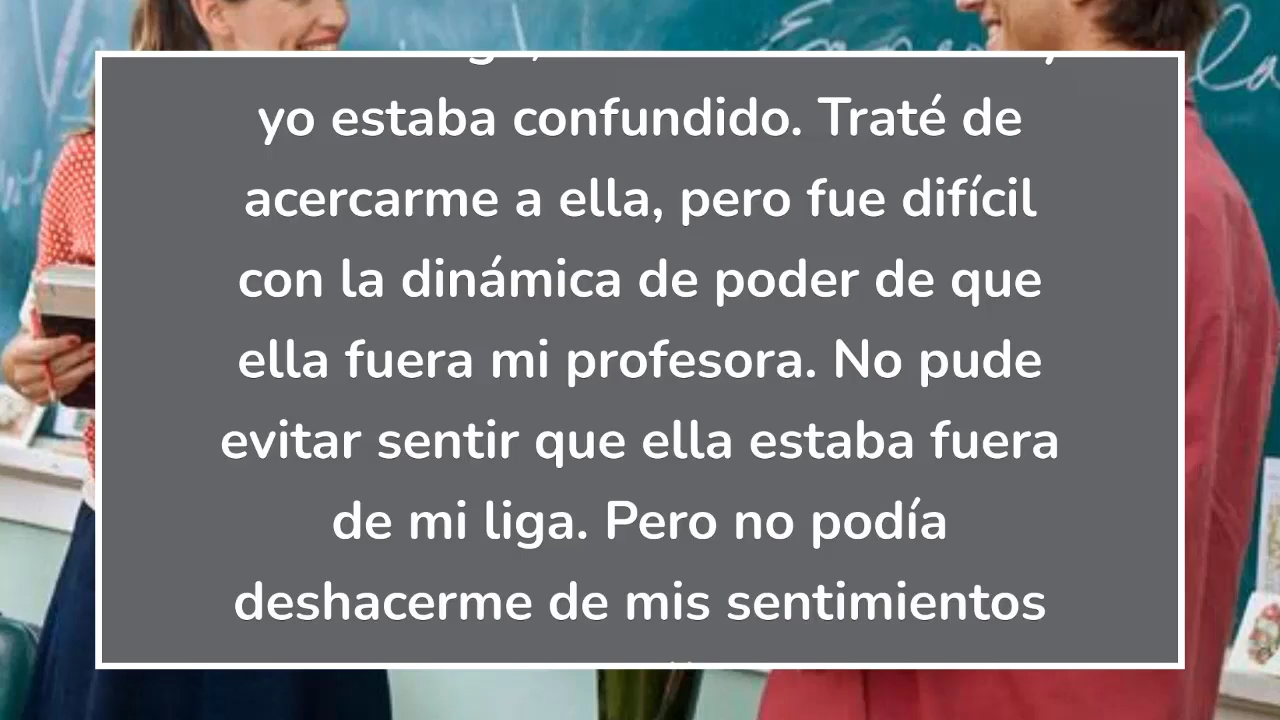 yo estaba confundido. Traté de
acercarme a ella, pero fue difícil
con la dinámica de poder de que
ella fuera mi profesora. No pude
evitar sentir que ella estaba fuera
de mi liga. Pero no podía
deshacerme de mis sentimientos